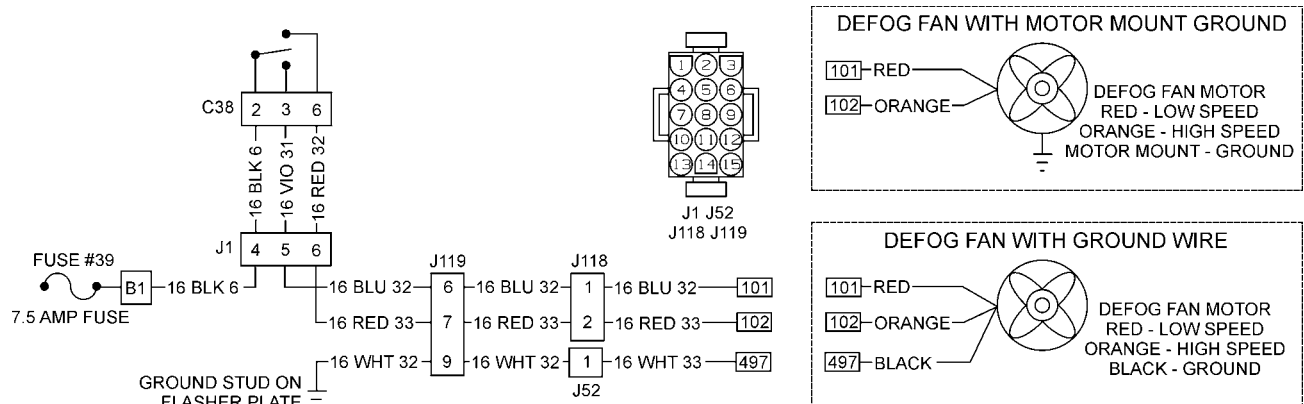 C38 2 3 6
16 BLK 6
16 VIO 31
16 RED 32
J1 4 5 6
FUSE #39
7.5 AMP FUSE
B1
16 BLK 6
J119
J118
16 BLU 32 6 16 BLU 32 1 16 BLU 32 101
16 RED 33 7 16 RED 33 2 16 RED 33 102
16 WHT 32 9 16 WHT 32 1 16 WHT 33 497
J52
GROUND STUD ON
FLASHER PLATE
1 2 3
4 5 6
7 8 9
10 11 12
13 14 15
J1 J52
J118 J119
DEFOG FAN WITH MOTOR MOUNT GROUND
101 RED
102 ORANGE
DEFOG FAN MOTOR
RED - LOW SPEED
ORANGE - HIGH SPEED
MOTOR MOUNT - GROUND
DEFOG FAN WITH GROUND WIRE
101 RED
102 ORANGE
497 BLACK
DEFOG FAN MOTOR
RED - LOW SPEED
ORANGE - HIGH SPEED
BLACK - GROUND